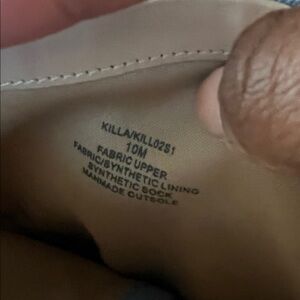 KILLA/KILL02S1
10M
FABRIC UPPER
FABRIC/SYNTHETIC LINING
SYNTHETIC SOCK
MANMADE OUTSOLE